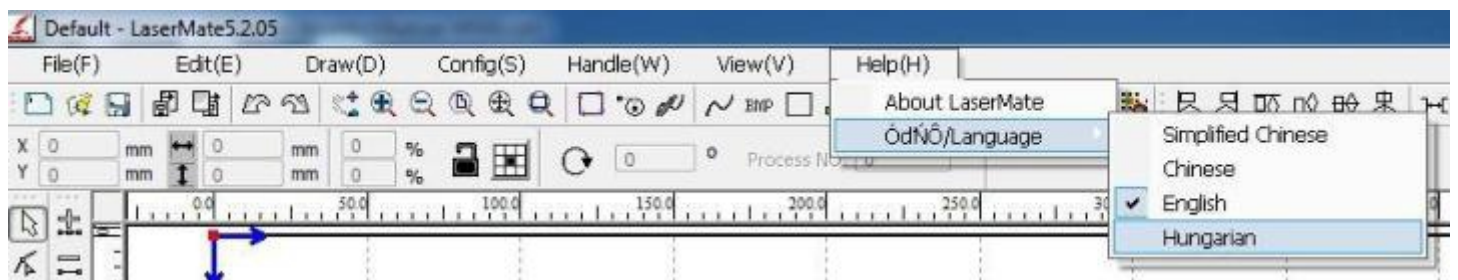 Default - LaserMate5.2.05
File(F) Edit(E) Draw(D) Config(S) Handle(W) View(V) Help(H)
BMP
About LaserMate
ÓďŃÔ/Language
Simplified Chinese
Chinese
English
Hungarian
X 0 mm 0 mm 0 % 0 ° Process NO
Y 0 mm 0 mm 0 %
0.0 50.0 100.0 150.0 200.0 250.0